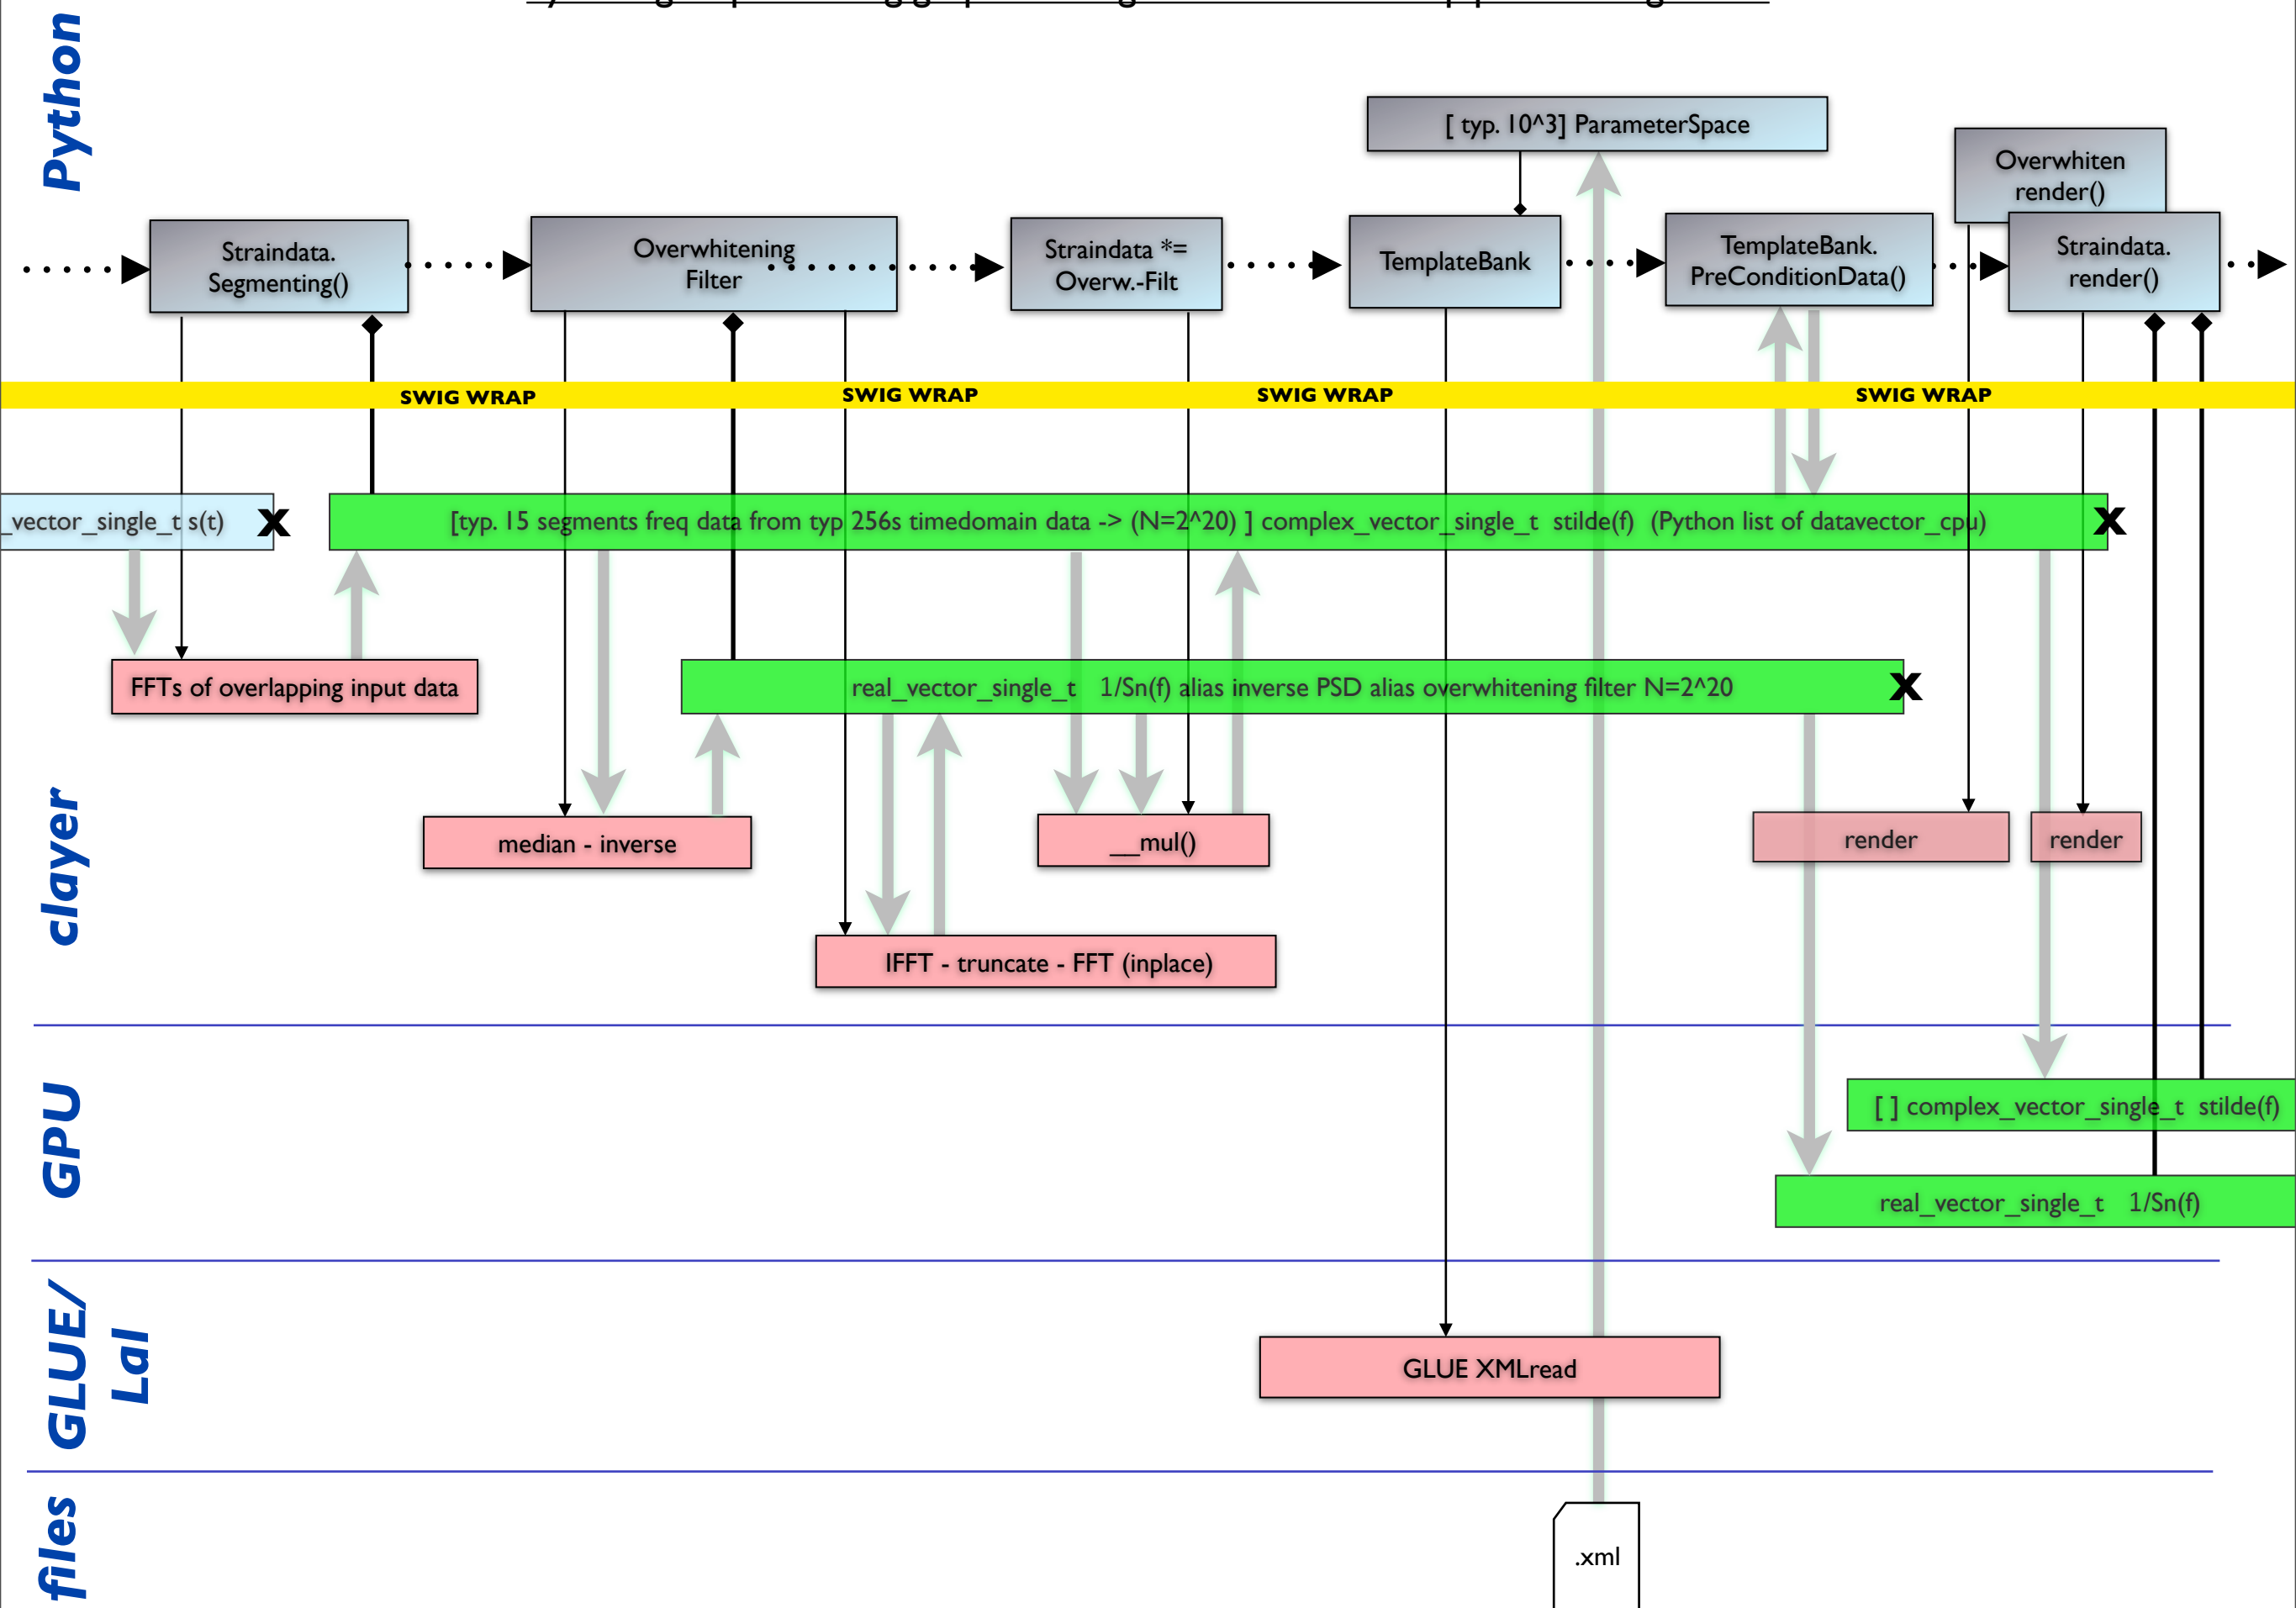 Python
[ typ. 10^3] ParameterSpace
Overwhiten
render()
Straindata.
Segmenting()
Overwhitening
Filter
Straindata *=
Overw.-Filt
TemplateBank
TemplateBank.
PreConditionData()
Straindata.
render()
SWIG WRAP
SWIG WRAP
SWIG WRAP
SWIG WRAP
_vector_single_t s(t)
X
[typ. 15 segments freq data from typ 256s timedomain data -> (N=2^20) ] complex_vector_single_t stilde(f) (Python list of datavector_cpu)
X
FFTs of overlapping input data
real_vector_single_t 1/Sn(f) alias inverse PSD alias overwhitening filter N=2^20
X
clayer
median - inverse
__mul()
render
render
IFFT - truncate - FFT (inplace)
GPU
[ ] complex_vector_single_t stilde(f)
real_vector_single_t 1/Sn(f)
GLUE/
Lal
GLUE XMLread
files
.xml